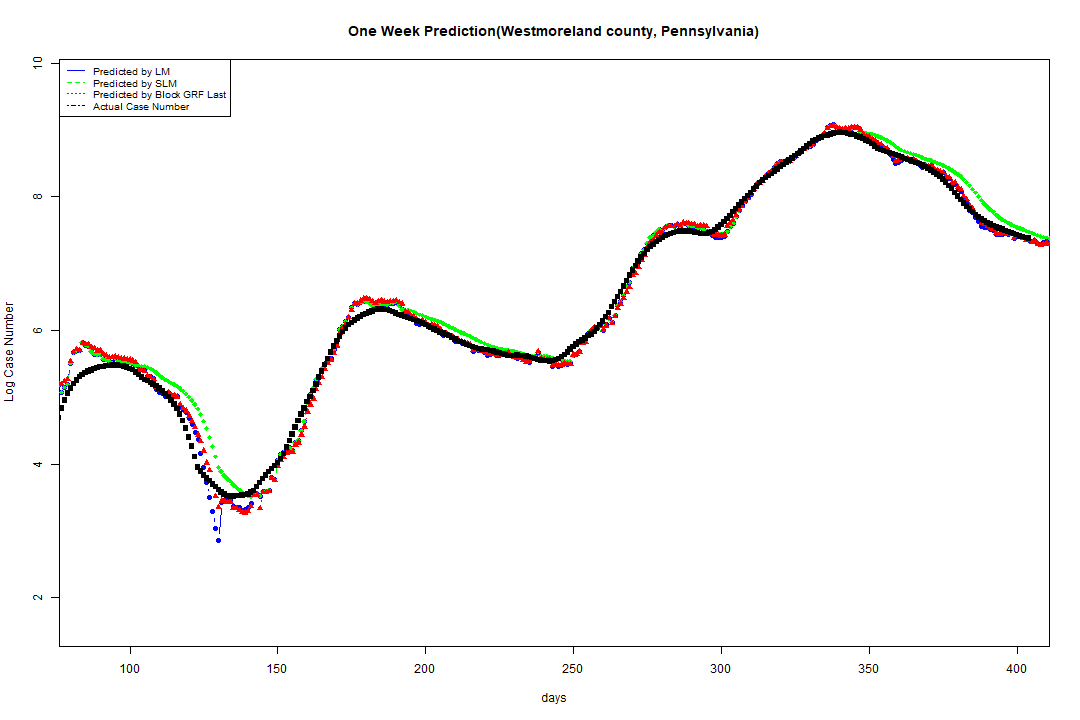 One Week Prediction(Westmoreland county, Pennsylvania)
Predicted by LM
Predicted by SLM
Predicted by Block GRF Last
Actual Case Number
10
8
6
4
2
Log Case Number
100 150 200 250 300 350 400
days